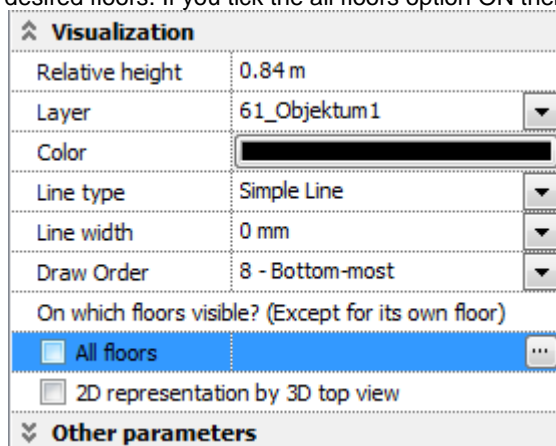 desired floors. If you tick the all floors option ON the
Visualization
Relative height 0.84 m
Layer 61_Objektum1
Color
Line type Simple Line
Line width 0 mm
Draw Order 8 - Bottom-most
On which floors visible? (Except for its own floor)
All floors ...
2D representation by 3D top view
Other parameters